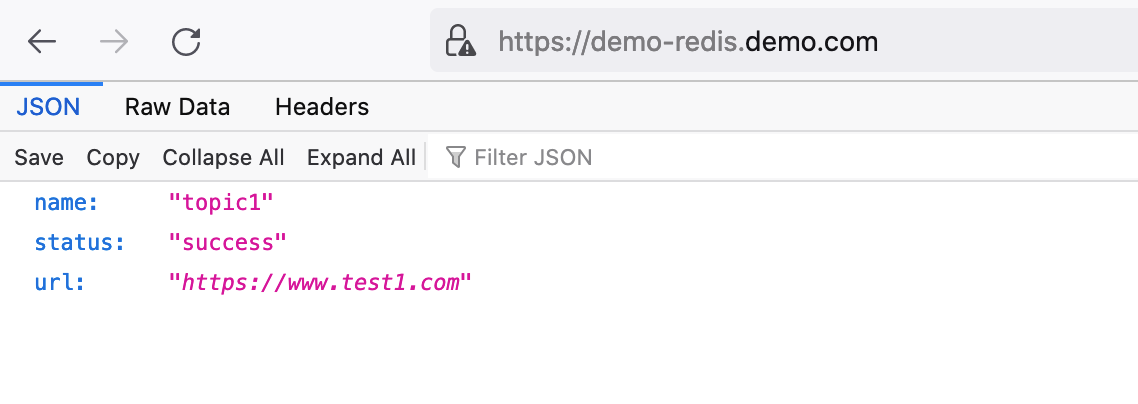 https://demo-redis.demo.com
JSON Raw Data Headers
Save Copy Collapse All Expand All Filter JSON
name: "topic1"
status: "success"
url: "https://www.test1.com"